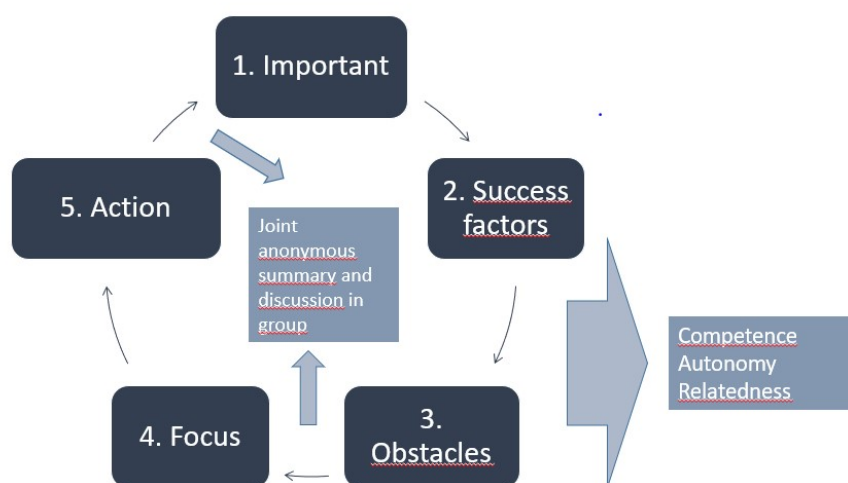 1. Important
2. Success
factors
3.
Obstacles
4. Focus
5. Action
Joint
anonymous
summary and
discussion in
group
Competence
Autonomy
Relatedness